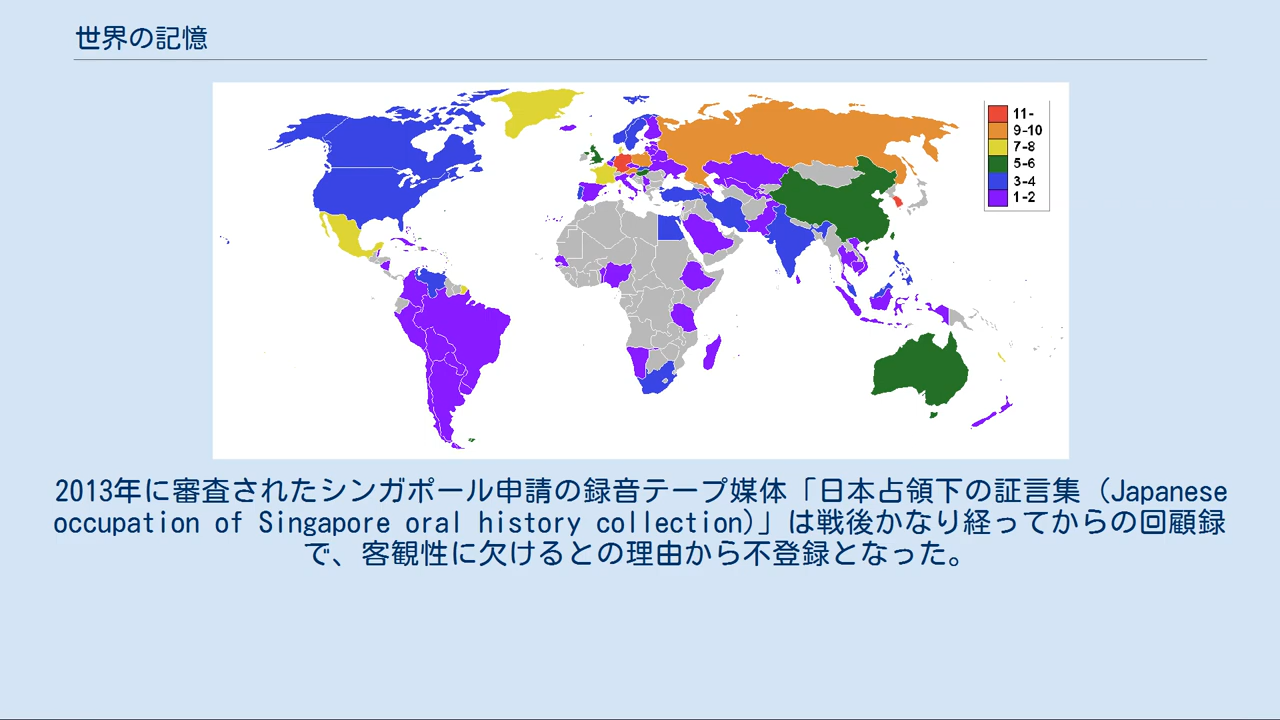 世界の記憶
11-
9-10
7-8
5-6
3-4
1-2
2013年に審査されたシンガポール申請の録音テープ媒体「日本占領下の証言集（Japanese
occupation of Singapore oral history collection)」は戦後かなり経ってからの回顧録
で、客観性に欠けるとの理由から不登録となった。